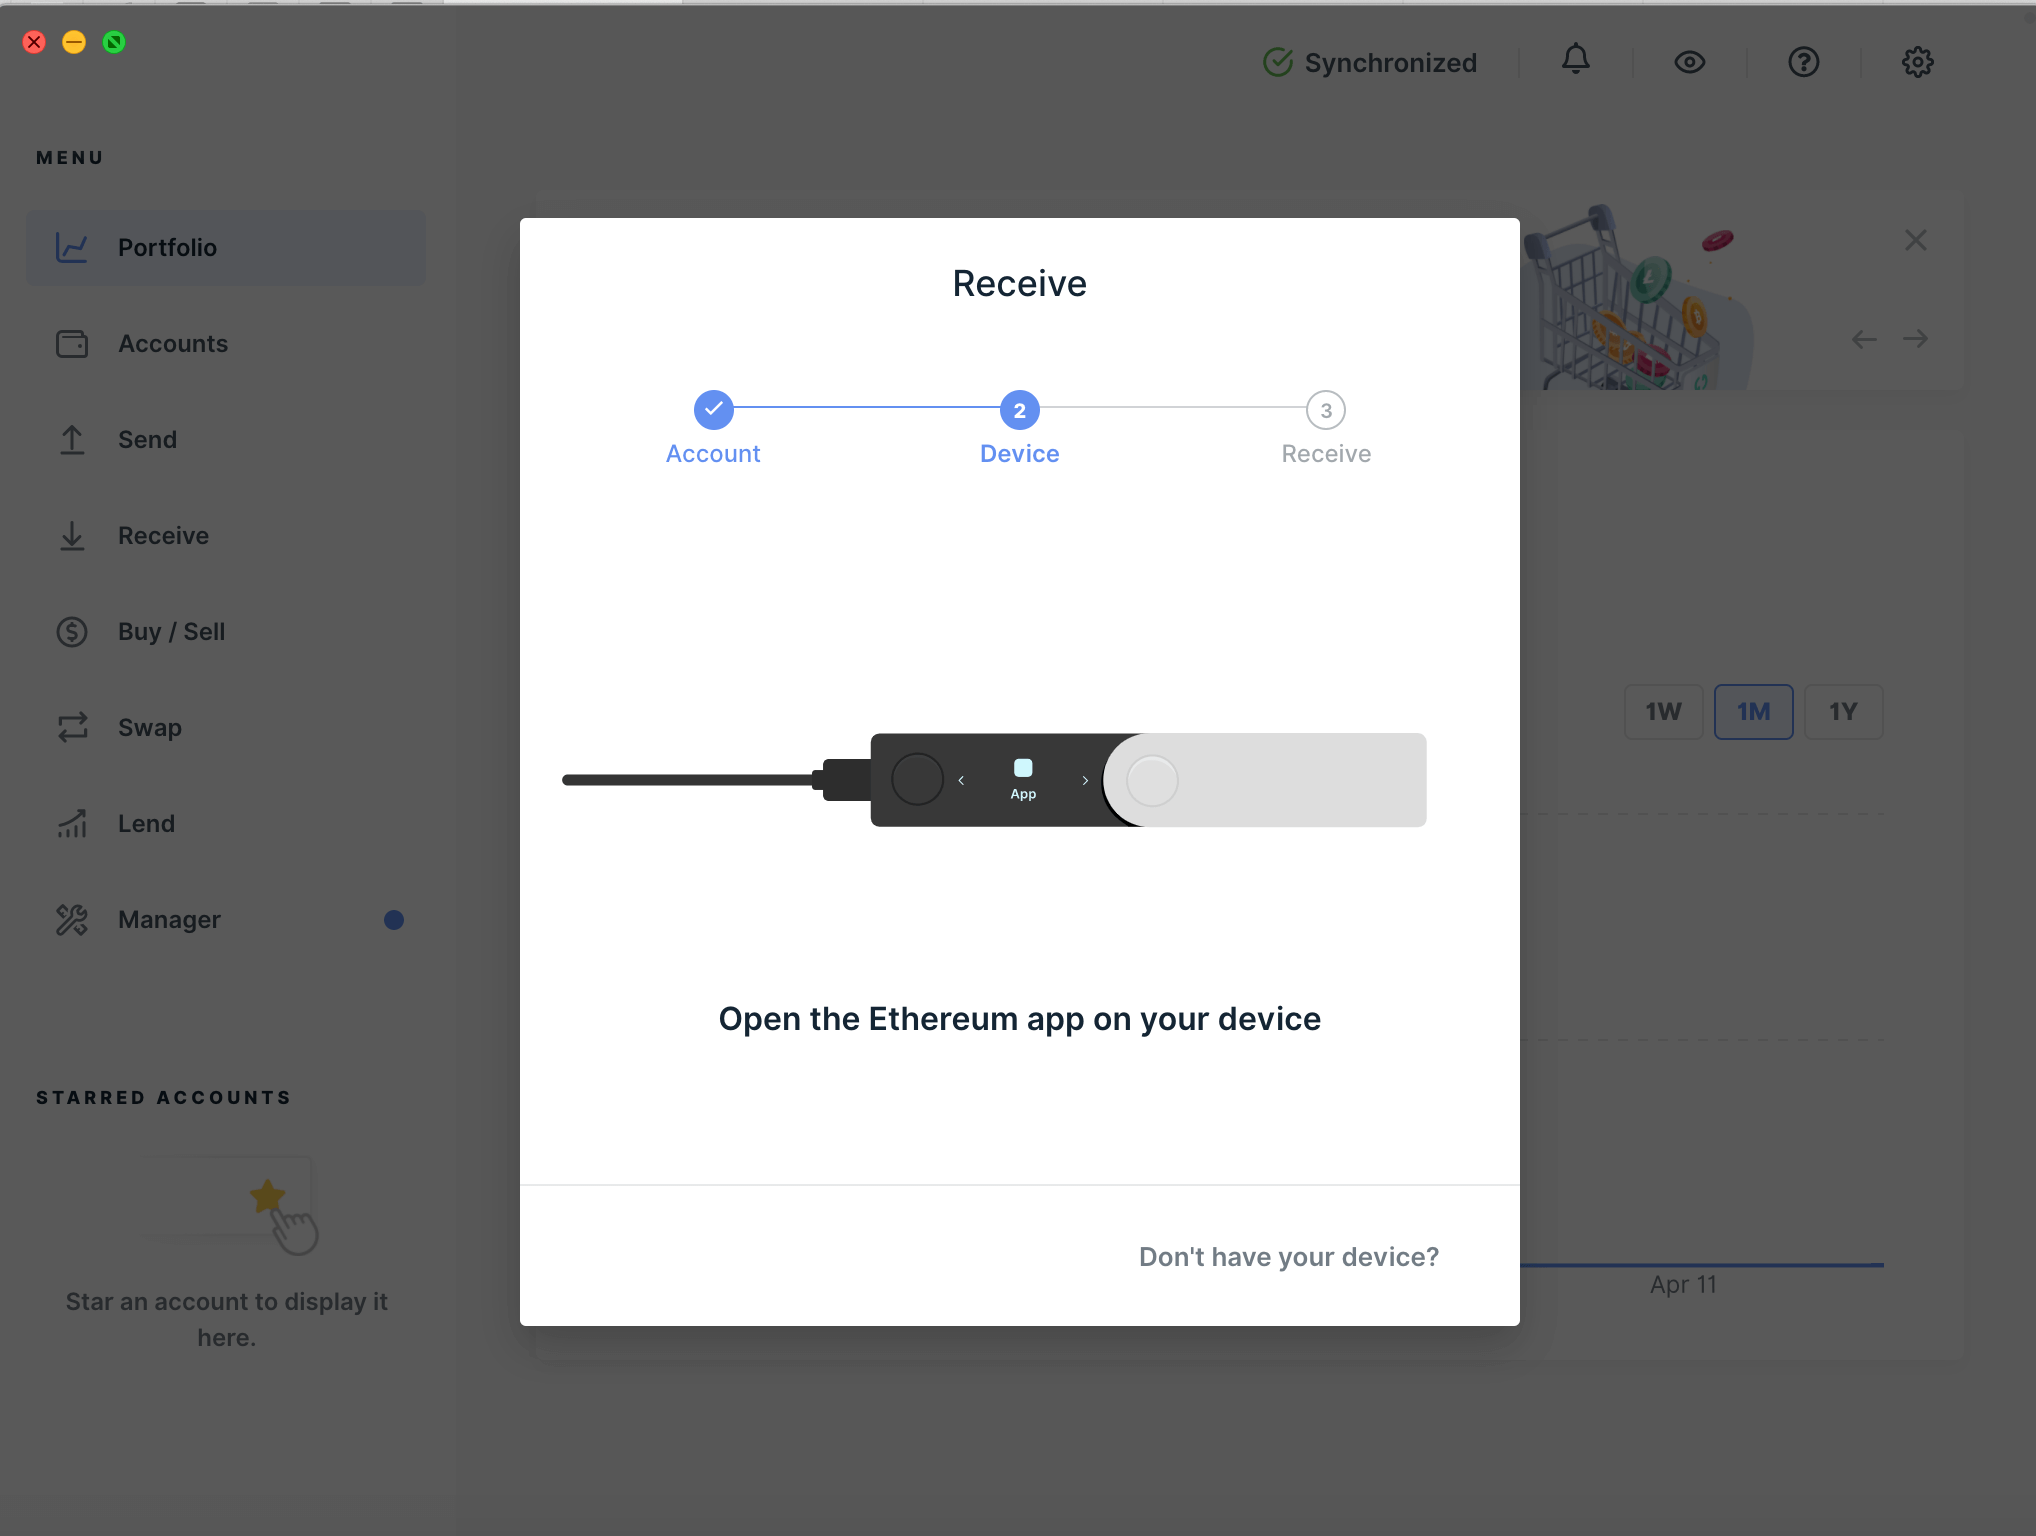 Synchronized
MENU
Portfolio
Accounts
Send
Receive
Buy / Sell
Swap
Lend
Manager
STARRED ACCOUNTS
Star an account to display it
here.
Receive
2
3
Account
Device
Receive
App
Open the Ethereum app on your device
Don't have your device?
1W
1M
1Y
Apr 11